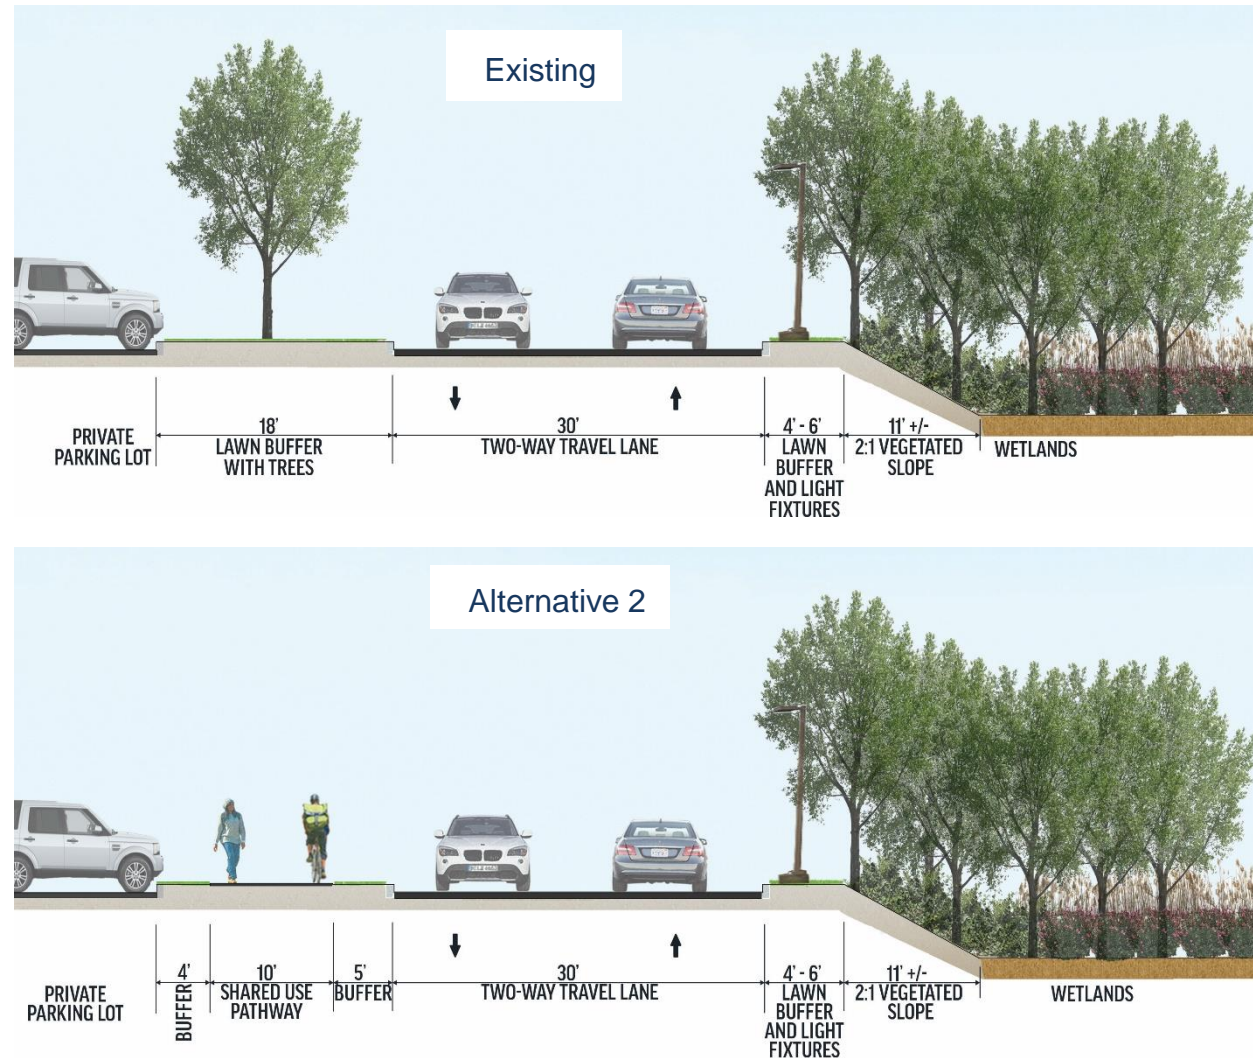 Existing
18'
30'
4' - 6'
11' +/-
PRIVATE
PARKING LOT
LAWN BUFFER
WITH TREES
TWO-WAY TRAVEL LANE
LAWN
BUFFER
AND LIGHT
FIXTURES
2:1 VEGETATED
SLOPE
WETLANDS
Alternative 2
4'
10'
5'
30'
4' - 6'
11' +/-
PRIVATE
PARKING LOT
BUFFER
SHARED USE
PATHWAY
BUFFER
TWO-WAY TRAVEL LANE
LAWN
BUFFER
AND LIGHT
FIXTURES
2:1 VEGETATED
SLOPE
WETLANDS